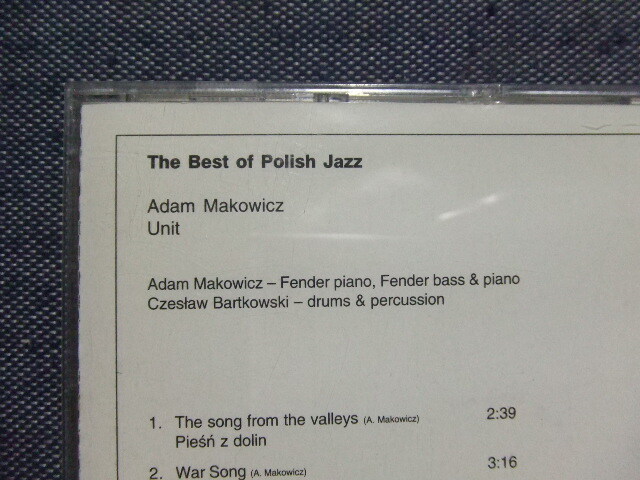 The Best of Polish Jazz
Adam Makowicz
Unit
Adam Makowicz – Fender piano, Fender bass & piano
Czesław Bartkowski – drums & percussion
1. The song from the valleys (A. Makowicz) 2:39
Pieśń z dolin
2. War Song (A. Makowicz) 3:16